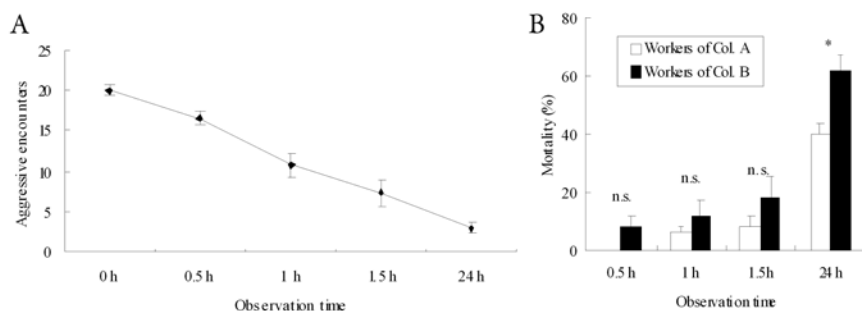 A
Aggressive encounters
25
20
15
10
5
0
0 h
0.5 h
1 h
1.5 h
24 h
Observation time
B
Mortality (%)
80
60
40
20
0
Workers of Col. A
Workers of Col. B
n.s.
n.s.
n.s.
*
0.5 h
1 h
1.5 h
24 h
Observation time